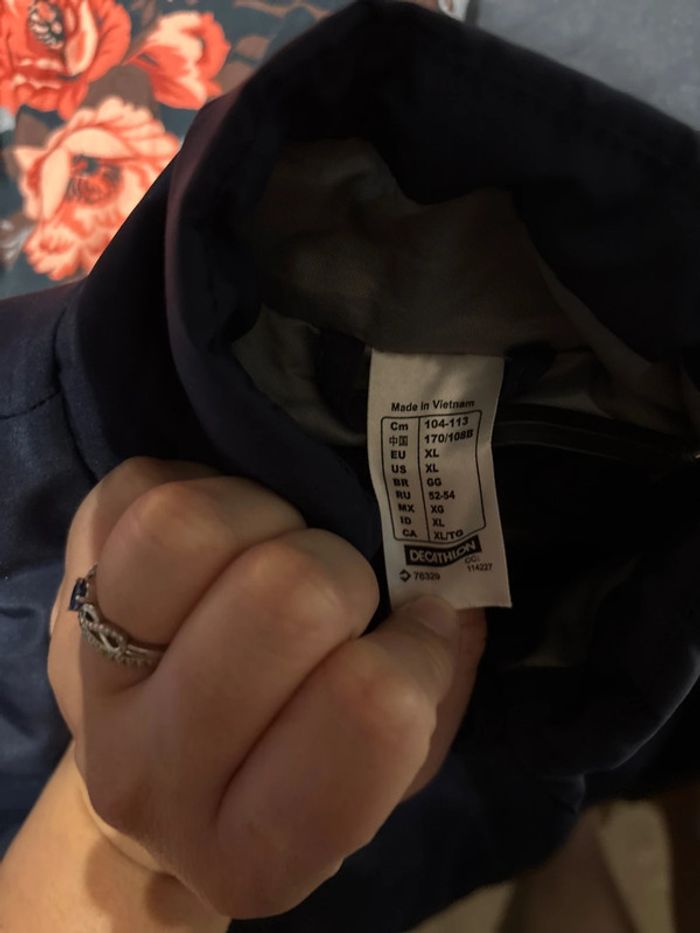 Made in Vietnam
Cm 104-113
中国 170/108B
EU XL
US XL
BR GG
RU 52-54
MX XG
ID XL
CA XL/TG
DECATHLON
CCL
76329 114227